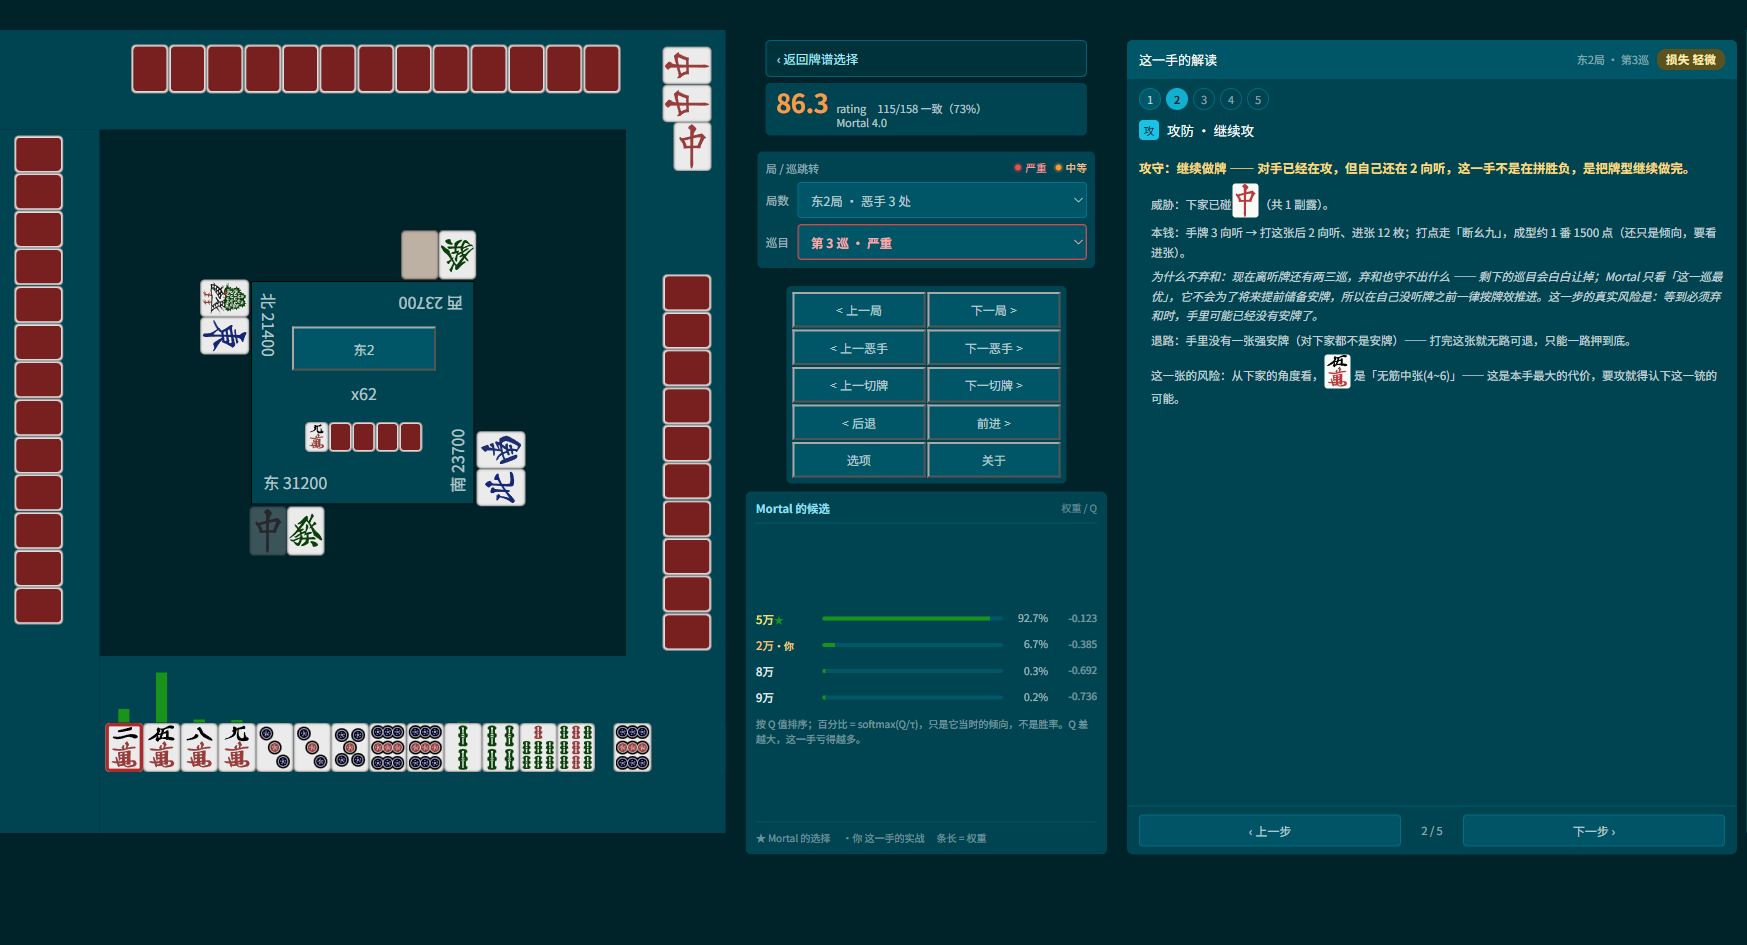 ‹ 返回牌谱选择
86.3 rating 115/158 一致（73%）
Mortal 4.0
局 / 巡跳转 严重 中等
局数 东2局 · 恶手 3 处
巡目 第 3 巡 · 严重
< 上一局 下一局 >
< 上一恶手 下一恶手 >
< 上一切牌 下一切牌 >
< 后退 前进 >
选项 关于
Mortal 的候选 权重 / Q
5万★ 92.7% -0.123
2万 · 你 6.7% -0.385
8万 0.3% -0.692
9万 0.2% -0.736
按 Q 值排序；百分比 = softmax(Q/τ)，只是它当时的倾向，不是胜率。Q 差
越大，这一手亏得越多。
★ Mortal 的选择 · 你 这一手的实战 条长 = 权重
这一手的解读 东2局 · 第3巡 损失 轻微
1 2 3 4 5
攻 攻防 · 继续攻
攻守：继续做牌 —— 对手已经在攻，但自己还在 2 向听，这一手不是在拼胜负，是把牌型继续做完。
威胁：下家已碰 中 （共 1 副露）。
本钱：手牌 3 向听 → 打这张后 2 向听、进张 12 枚；打点走「断幺九」，成型约 1 番 1500 点（还只是倾向，要看
进张）。
为什么不弃和：现在离听牌还有两三巡，弃和也守不出什么 —— 剩下的巡目会白白让掉；Mortal 只看「这一巡最
优」，它不会为了将来提前储备安牌，所以在自己没听牌之前一律按牌效推进。这一步的真实风险是：等到必须弃
和时，手里可能已经没有安牌了。
退路：手里没有一张强安牌（对下家都不是安牌）—— 打完这张就无路可退，只能一路押到底。
这一张的风险：从下家的角度看， 伍萬 是「无筋中张(4~6)」—— 这是本手最大的代价，要攻就得认下这一铳的
可能。
‹ 上一步 2 / 5 下一步 ›
中
中
中
發
東
北 21400
西 23700
东2
x62
九萬
东 31200
南 23700
南
北
中 發
二萬 伍萬 八萬 九萬